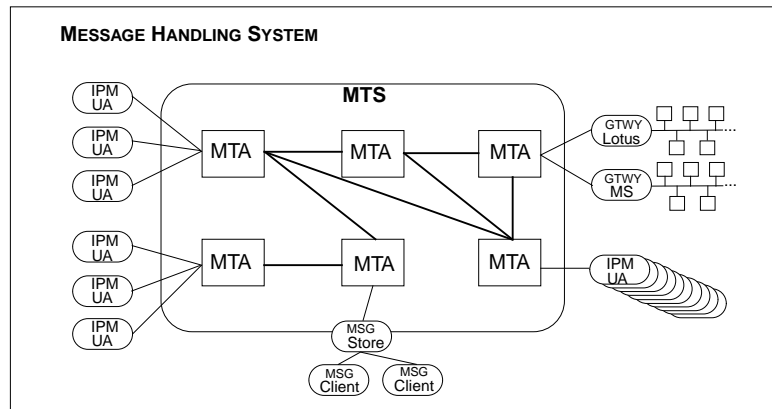 MESSAGE HANDLING SYSTEM
MTS
IPM
UA
IPM
UA
IPM
UA
MTA
MTA
MTA
GTWY
Lotus
GTWY
MS
IPM
UA
IPM
UA
IPM
UA
MTA
MTA
MTA
IPM
UA
MSG
Store
MSG
Client
MSG
Client